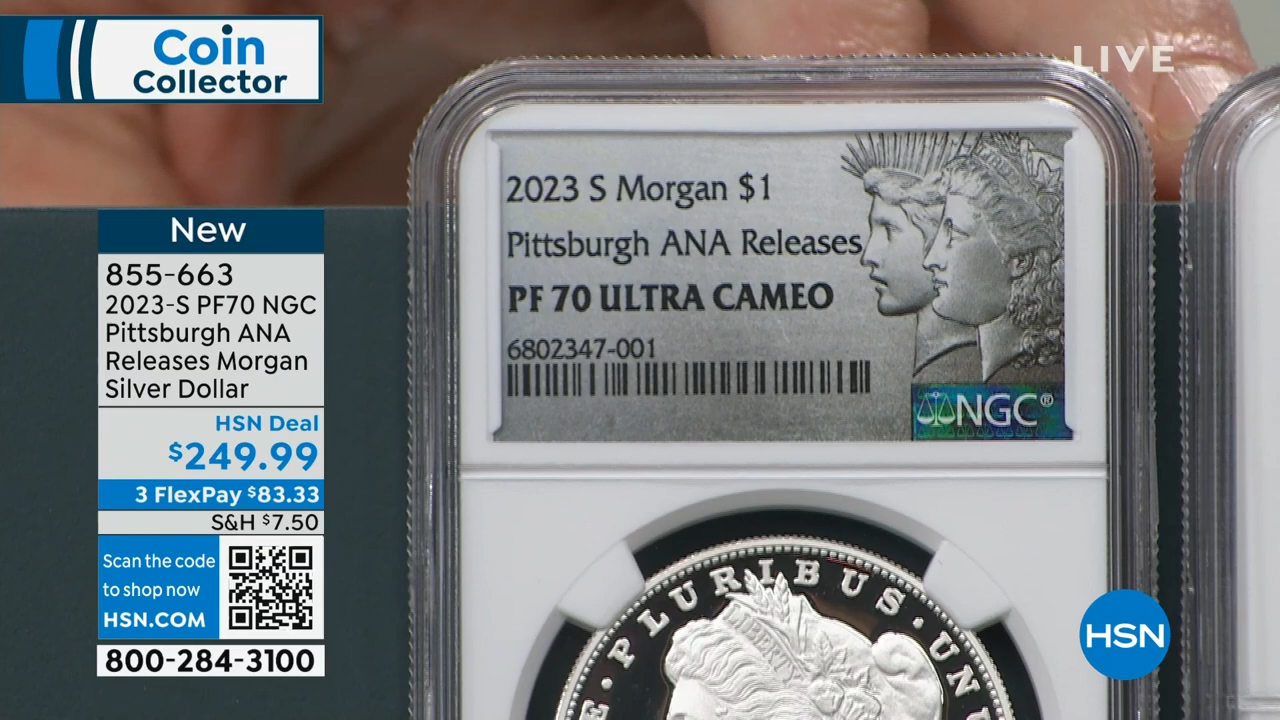 Coin
Collector
LIVE
New
855-663
2023-S PF70 NGC
Pittsburgh ANA
Releases Morgan
Silver Dollar
HSN Deal
$249.99
3 FlexPay $83.33
S&H $7.50
Scan the code
to shop now
HSN.COM
800-284-3100
2023 S Morgan $1
Pittsburgh ANA Releases
PF 70 ULTRA CAMEO
6802347-001
NGC®
E·PLURIBUS·UNU
HSN